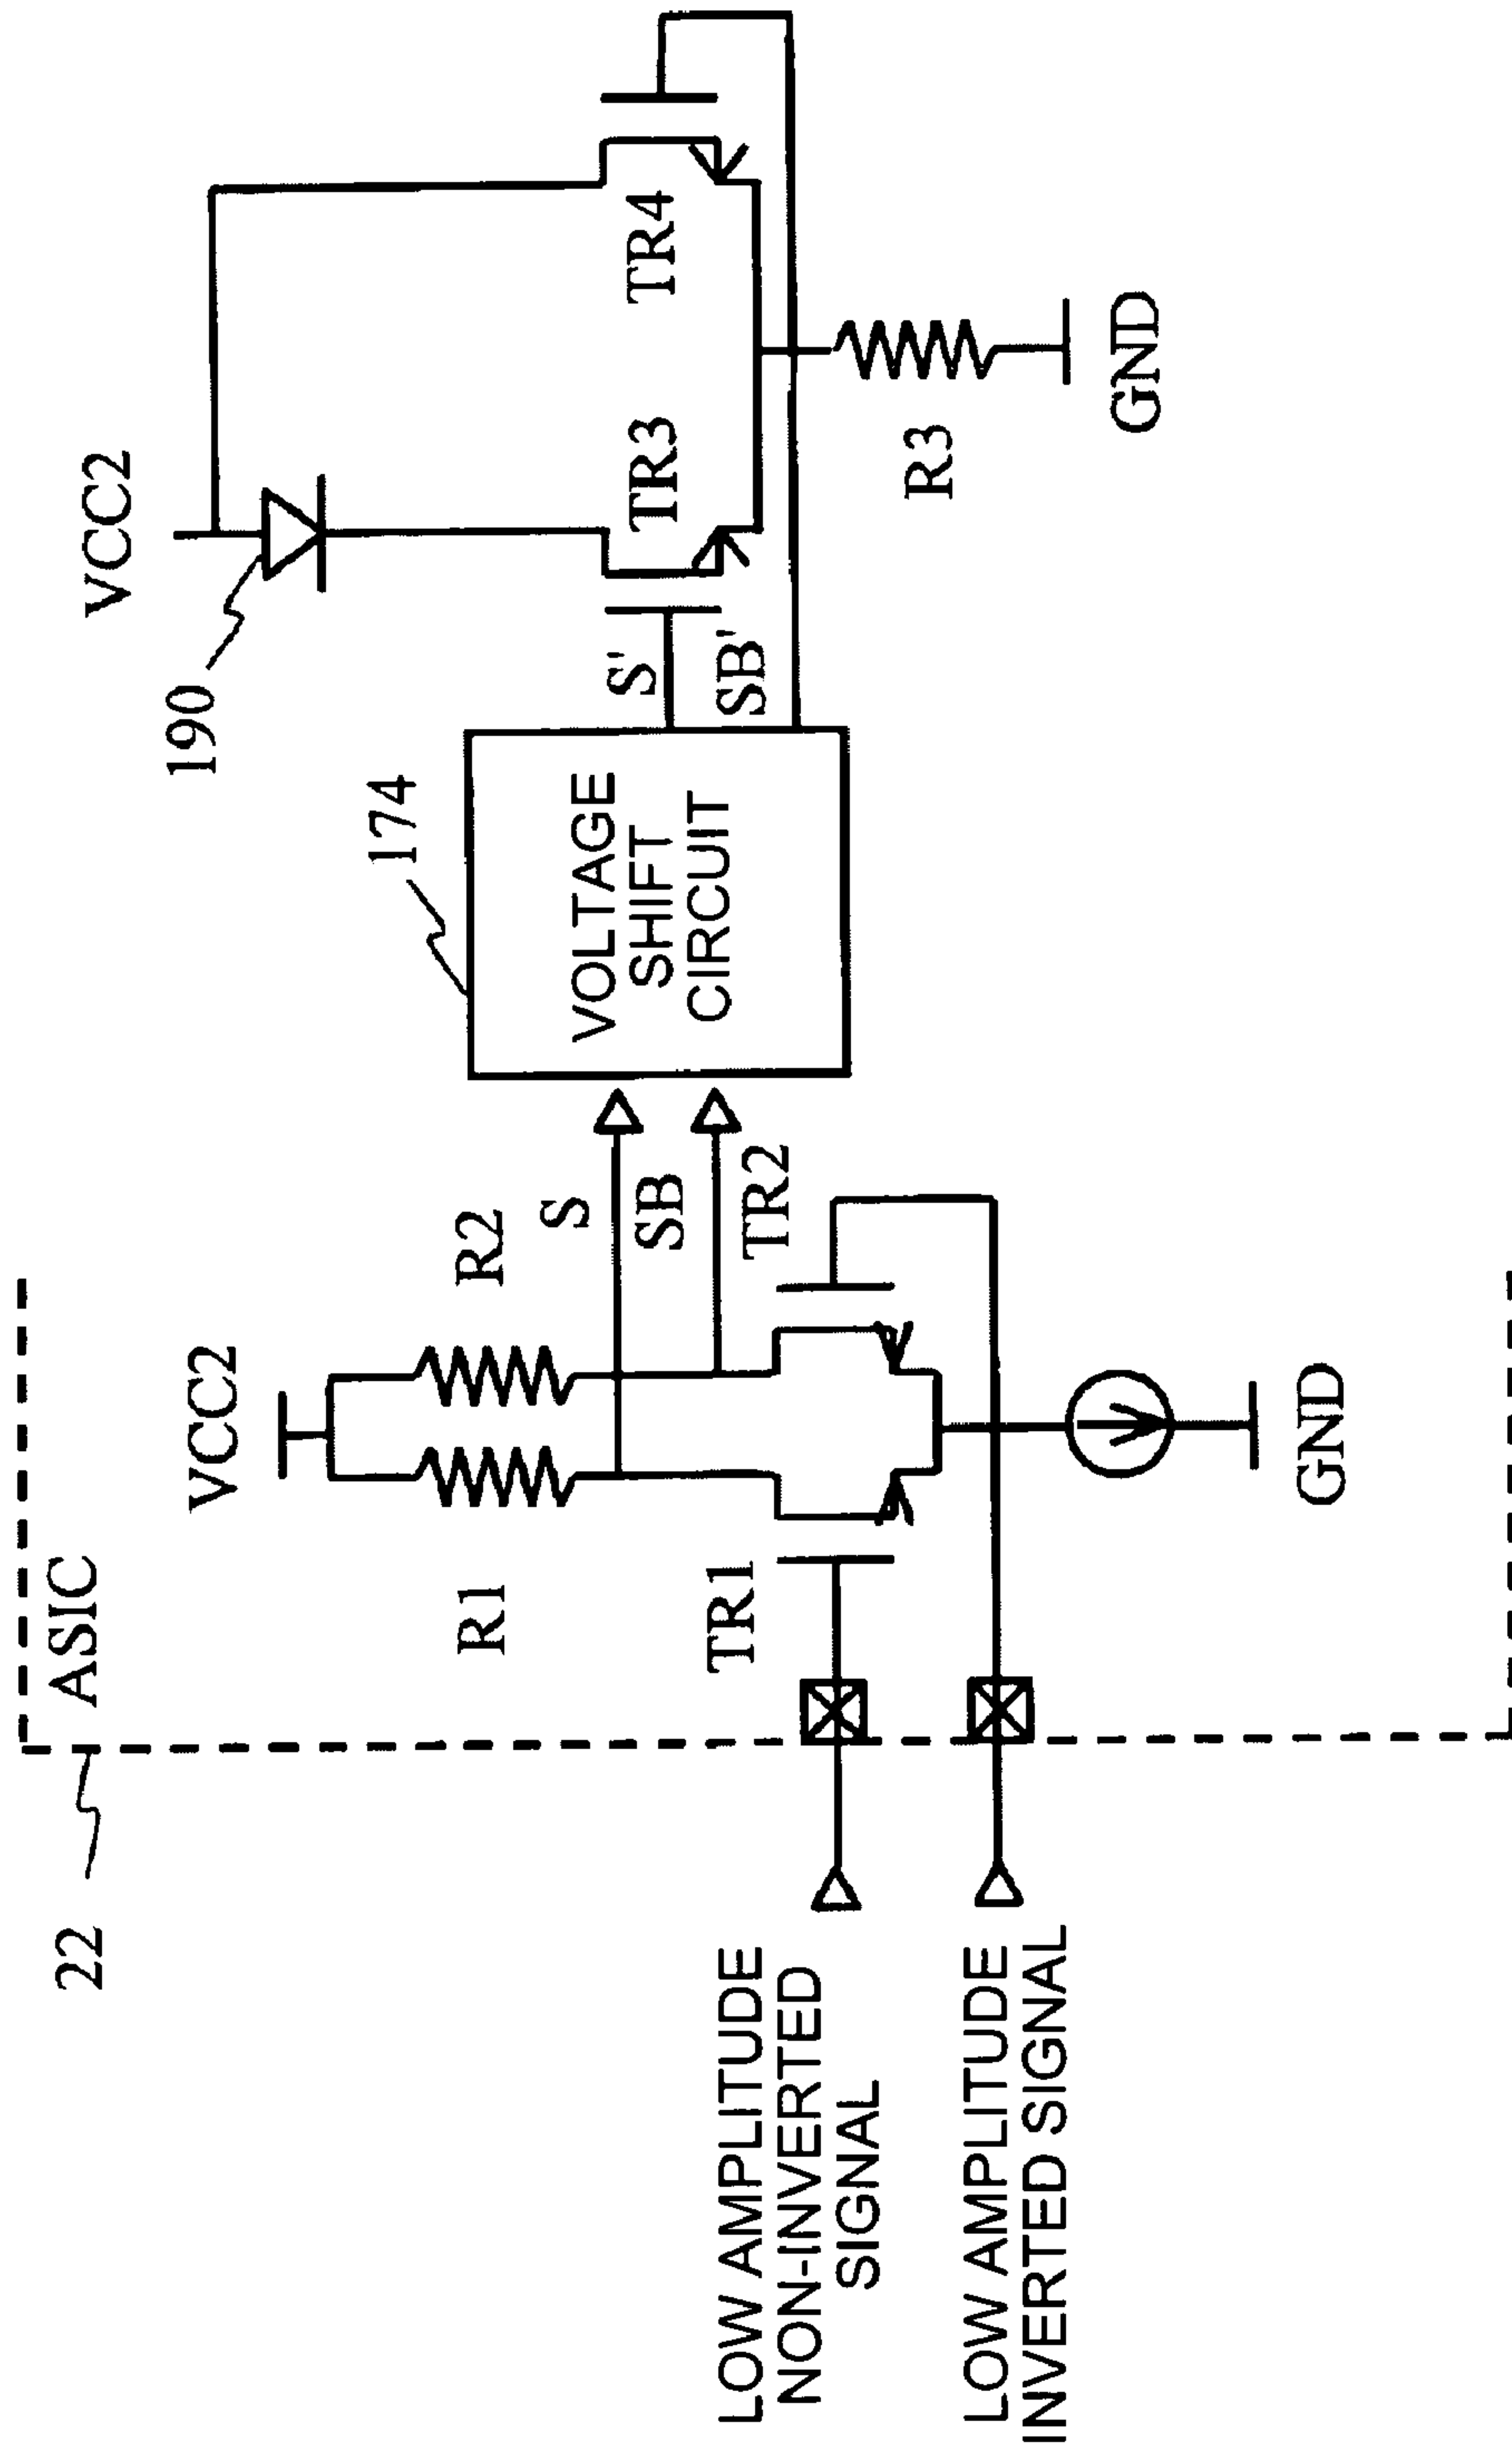 22
ASIC
VCC2
R1
R2
S
SB
TR1
TR2
GND
LOW AMPLITUDE
NON-INVERTED
SIGNAL
LOW AMPLITUDE
INVERTED SIGNAL
174
VOLTAGE
SHIFT
CIRCUIT
S'
SB'
190
VCC2
TR3
TR4
R3
GND